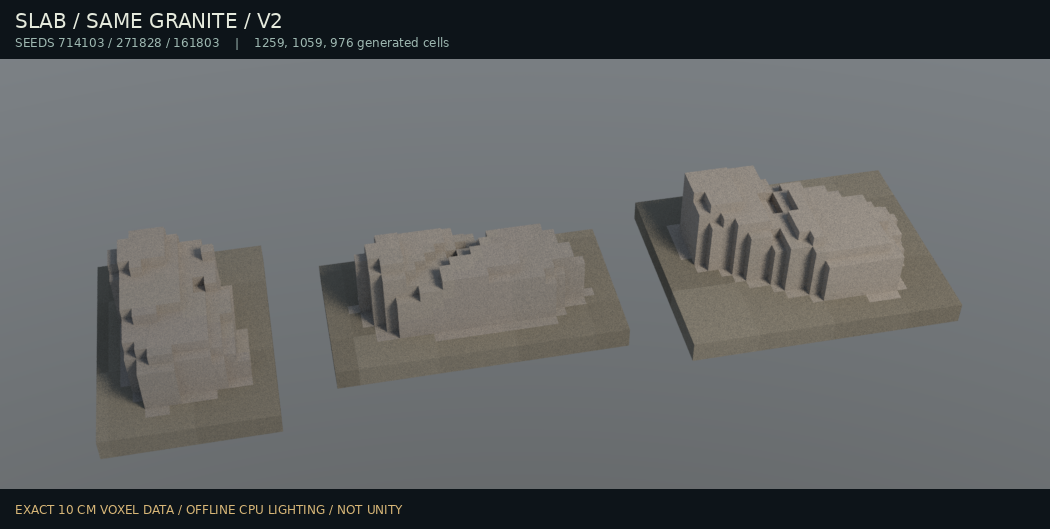 SLAB / SAME GRANITE / V2
SEEDS 714103 / 271828 / 161803 | 1259, 1059, 976 generated cells
EXACT 10 CM VOXEL DATA / OFFLINE CPU LIGHTING / NOT UNITY